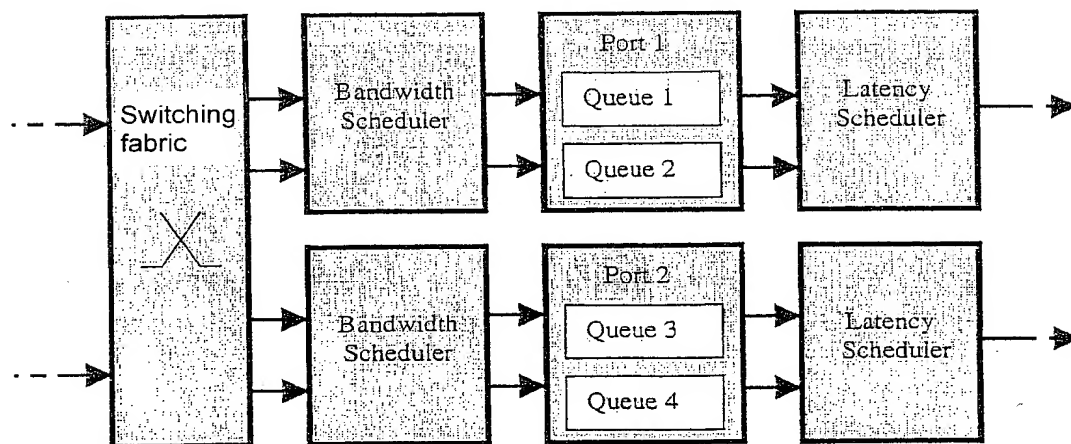 Switching
fabric
Bandwidth
Scheduler
Port 1
Queue 1
Queue 2
Latency
Scheduler
Bandwidth
Scheduler
Port 2
Queue 3
Queue 4
Latency
Scheduler